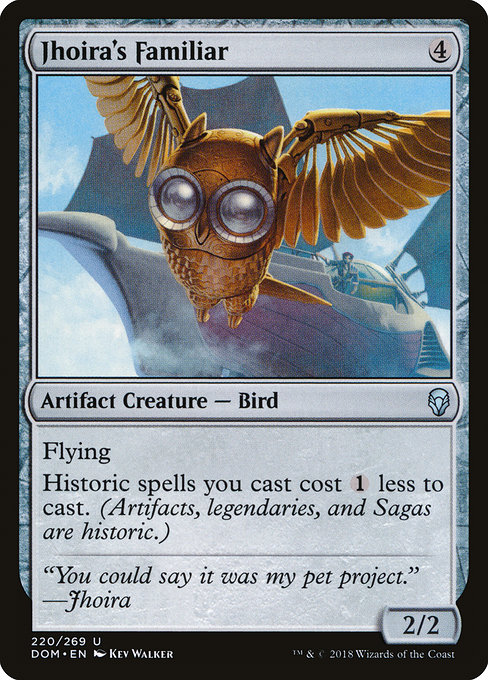 Jhoira's Familiar 4
Artifact Creature — Bird
Flying
Historic spells you cast cost 1 less to
cast. (Artifacts, legendaries, and Sagas
are historic.)
“You could say it was my pet project.”
—Jhoira
2/2
220/269 U
DOM • EN Kev Walker ™ & © 2018 Wizards of the Coast